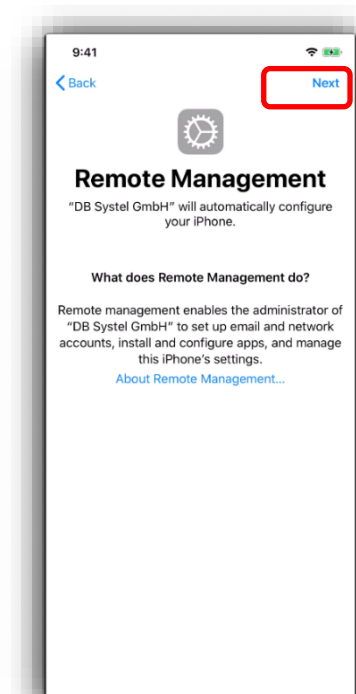 9:41
Back
Next
Remote Management
“DB Systel GmbH” will automatically configure
your iPhone.
What does Remote Management do?
Remote management enables the administrator of
“DB Systel GmbH” to set up email and network
accounts, install and configure apps, and manage
this iPhone’s settings.
About Remote Management...